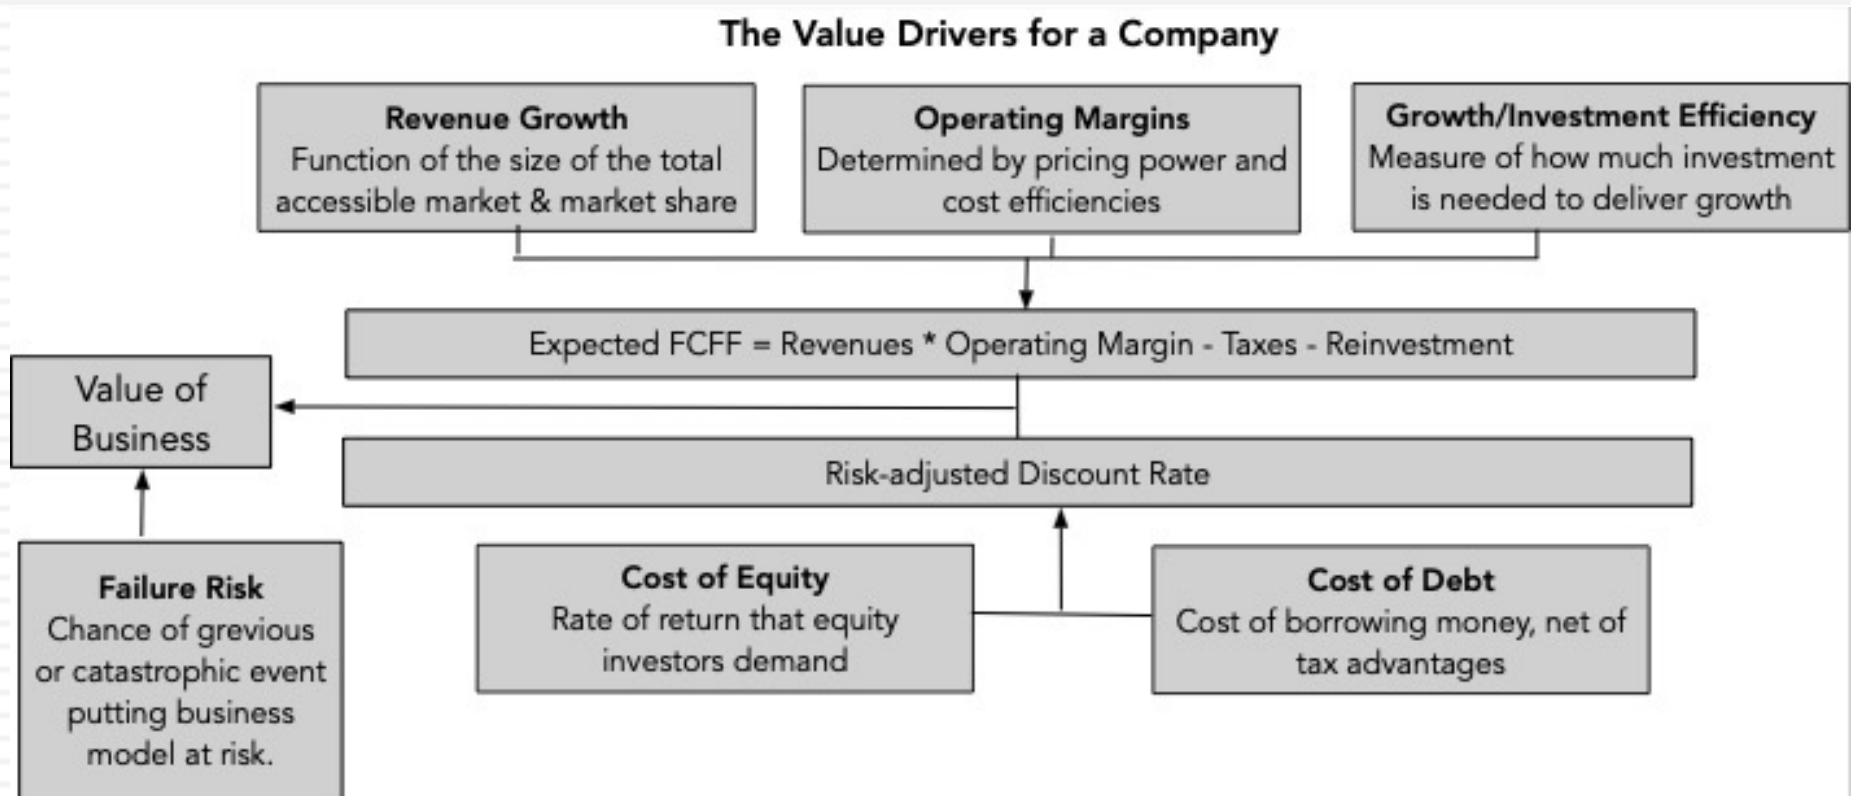 The Value Drivers for a Company
Revenue Growth
Function of the size of the total
accessible market & market share
Operating Margins
Determined by pricing power and
cost efficiencies
Growth/Investment Efficiency
Measure of how much investment
is needed to deliver growth
Expected FCFF = Revenues * Operating Margin - Taxes - Reinvestment
Value of
Business
Risk-adjusted Discount Rate
Failure Risk
Chance of grevious
or catastrophic event
putting business
model at risk.
Cost of Equity
Rate of return that equity
investors demand
Cost of Debt
Cost of borrowing money, net of
tax advantages